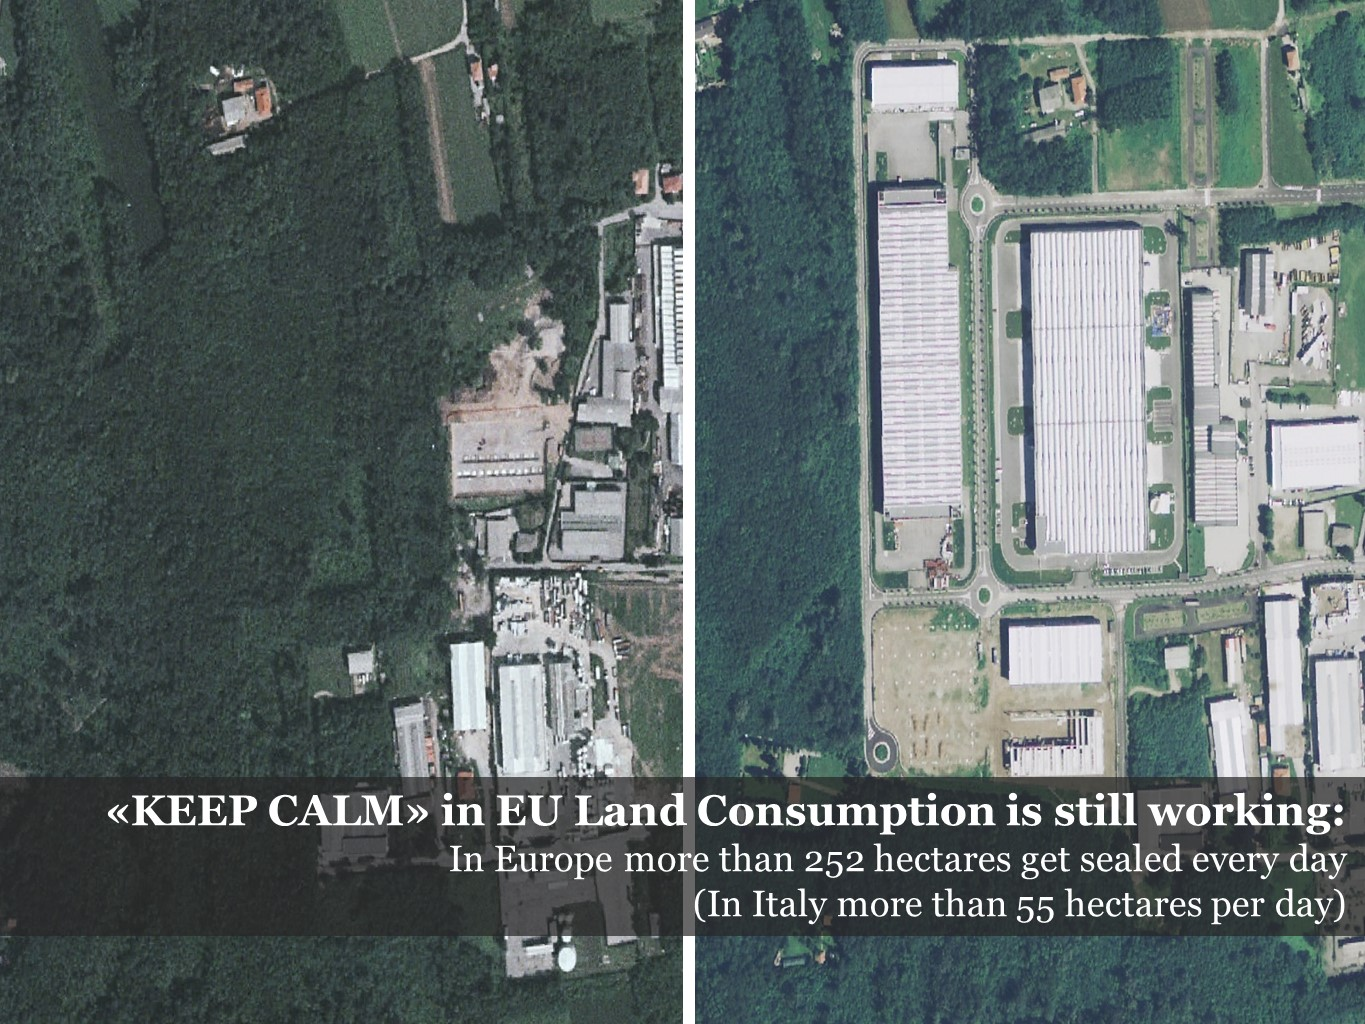 «KEEP CALM» in EU Land Consumption is still working:
In Europe more than 252 hectares get sealed every day
(In Italy more than 55 hectares per day)